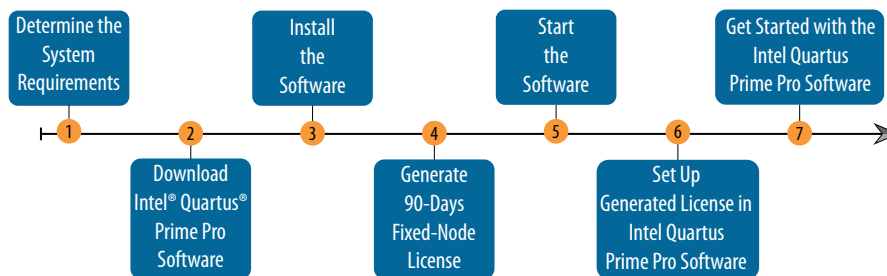 Determine the
System
Requirements
1
2
Download
Intel® Quartus®
Prime Pro
Software
Install
the
Software
3
4
Generate
90-Days
Fixed-Node
License
Start
the
Software
5
6
Set Up
Generated License in
Intel Quartus
Prime Pro Software
Get Started with the
Intel Quartus
Prime Pro Software
7